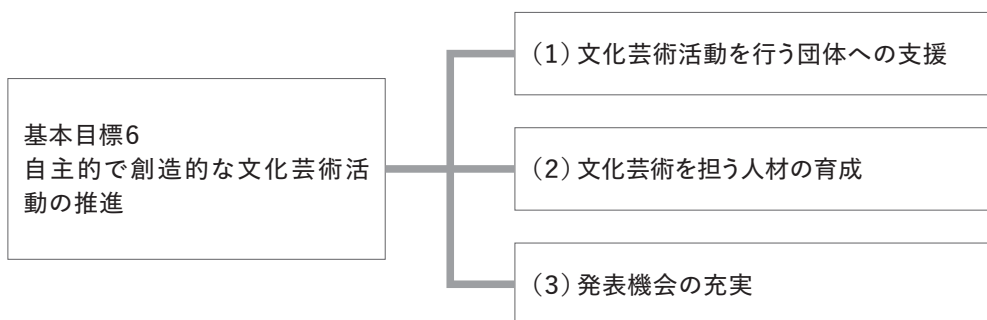 基本目標6
自主的で創造的な文化芸術活
動の推進
（1）文化芸術活動を行う団体への支援
（2）文化芸術を担う人材の育成
（3）発表機会の充実